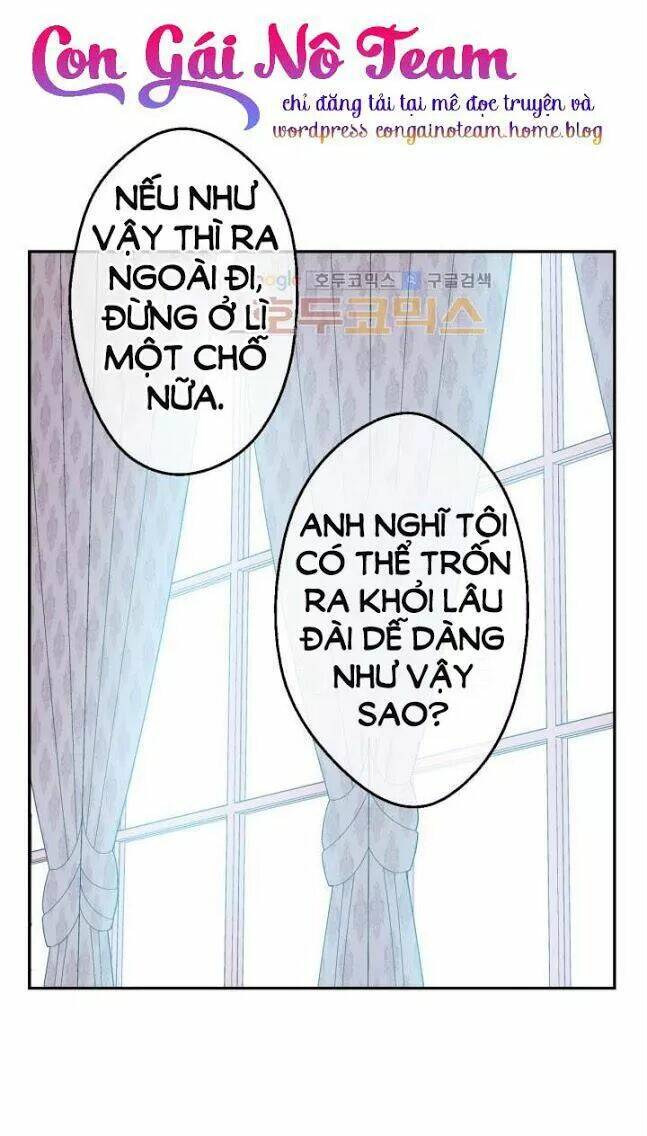 Con Gái Nô Team
chỉ đăng tải tại mê đọc truyện và
wordpress congainoteam.home.blog
NẾU NHƯ
VẬY THÌ RA
NGOÀI ĐI,
ĐỪNG Ở LÌ
MỘT CHỖ
NỮA.
호두코믹스 구글검색
호두코믹스
ANH NGHĨ TÔI
CÓ THỂ TRỐN
RA KHỎI LÂU
ĐÀI DỄ DÀNG
NHƯ VẬY
SAO?